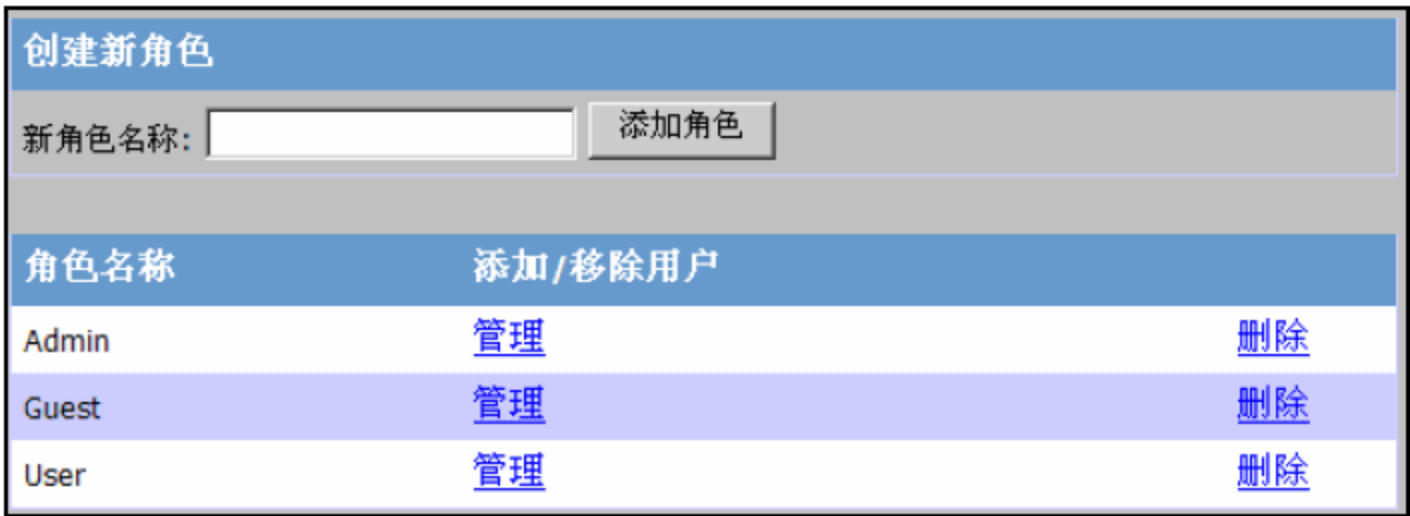 创建新角色
新角色名称: 添加角色
角色名称 添加/移除用户
Admin 管理 删除
Guest 管理 删除
User 管理 删除